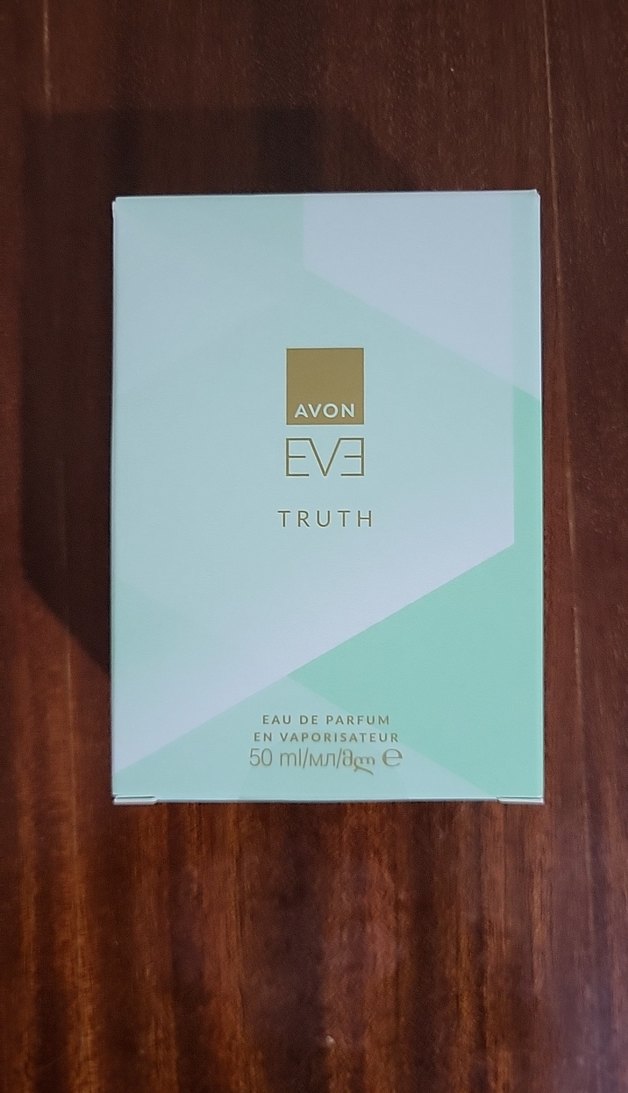 AVON
EVE
TRUTH
EAU DE PARFUM
EN VAPORISATEUR
50 ml/мл/მლ ℮